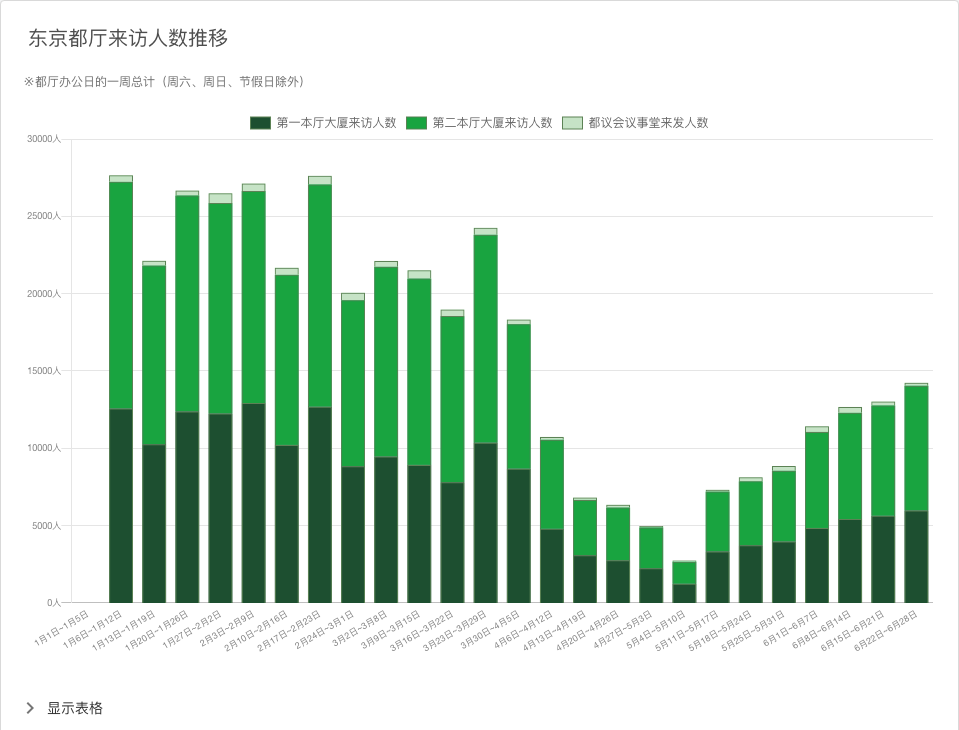 东京都厅来访人数推移
※都厅办公日的一周总计（周六、周日、节假日除外）
第一本厅大厦来访人数 第二本厅大厦来访人数 都议会议事堂来发人数
30000人
25000人
20000人
15000人
10000人
5000人
0人
1月1日~1月5日
1月6日~1月12日
1月13日~1月19日
1月20日~1月26日
1月27日~2月2日
2月3日~2月9日
2月10日~2月16日
2月17日~2月23日
2月24日~3月1日
3月2日~3月8日
3月9日~3月15日
3月16日~3月22日
3月23日~3月29日
3月30日~4月5日
4月6日~4月12日
4月13日~4月19日
4月20日~4月26日
4月27日~5月3日
5月4日~5月10日
5月11日~5月17日
5月18日~5月24日
5月25日~5月31日
6月1日~6月7日
6月8日~6月14日
6月15日~6月21日
6月22日~6月28日
显示表格